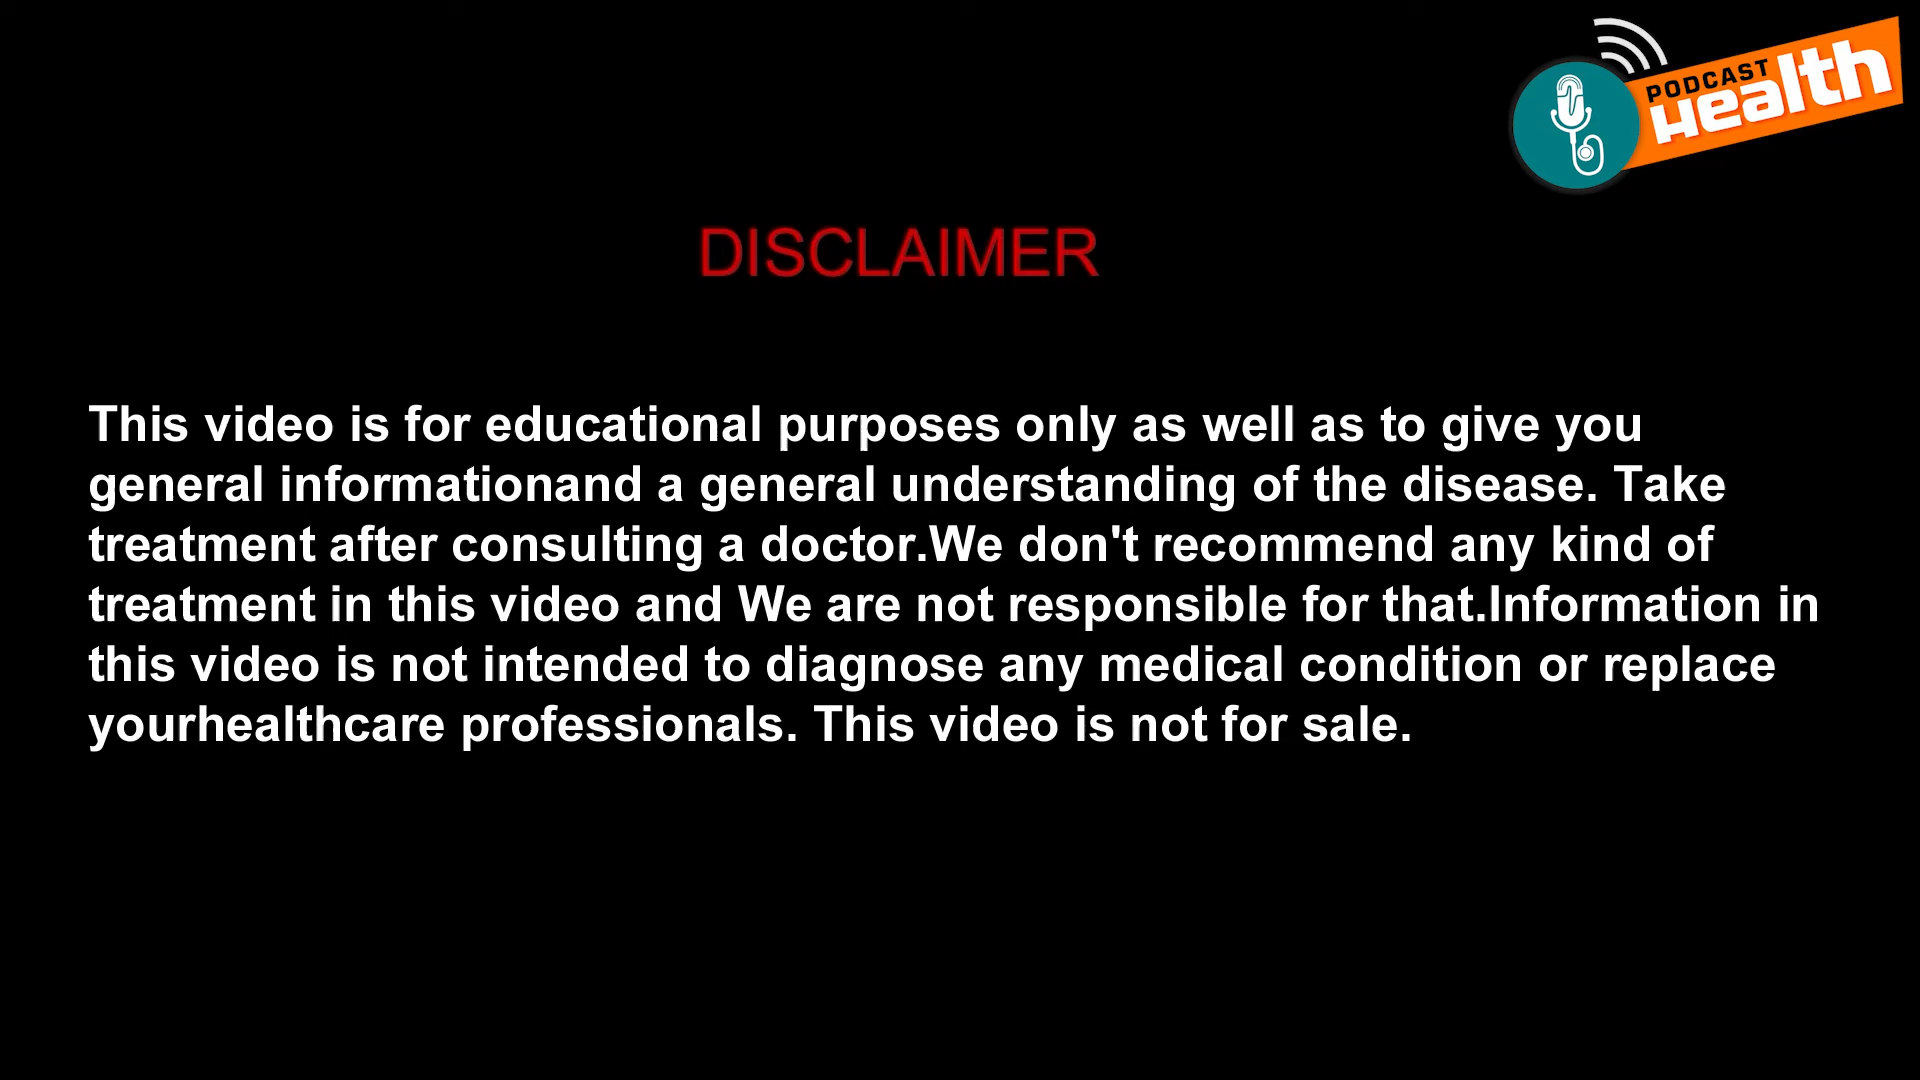 PODCAST
Health
DISCLAIMER
This video is for educational purposes only as well as to give you
general informationand a general understanding of the disease. Take
treatment after consulting a doctor.We don't recommend any kind of
treatment in this video and We are not responsible for that.Information in
this video is not intended to diagnose any medical condition or replace
yourhealthcare professionals. This video is not for sale.